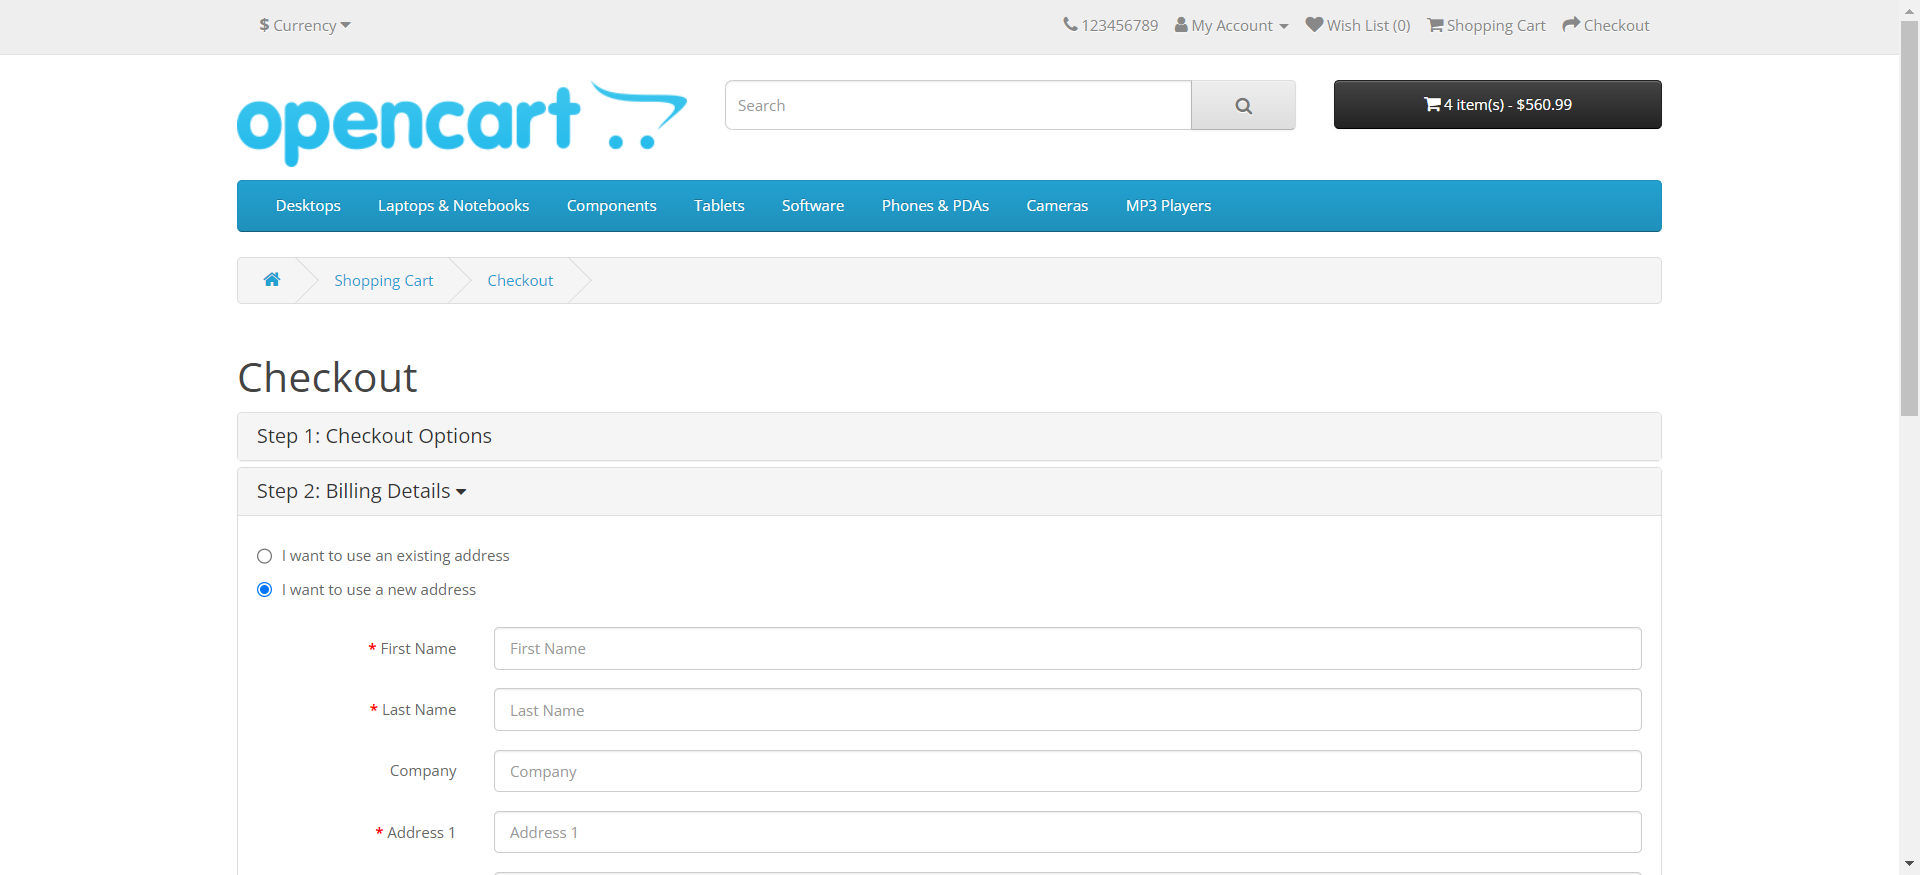 $ Currency
123456789 My Account Wish List (0) Shopping Cart Checkout
opencart
Search
4 item(s) - $560.99
Desktops Laptops & Notebooks Components Tablets Software Phones & PDAs Cameras MP3 Players
Shopping Cart Checkout
Checkout
Step 1: Checkout Options
Step 2: Billing Details
I want to use an existing address
I want to use a new address
* First Name First Name
* Last Name Last Name
Company Company
* Address 1 Address 1